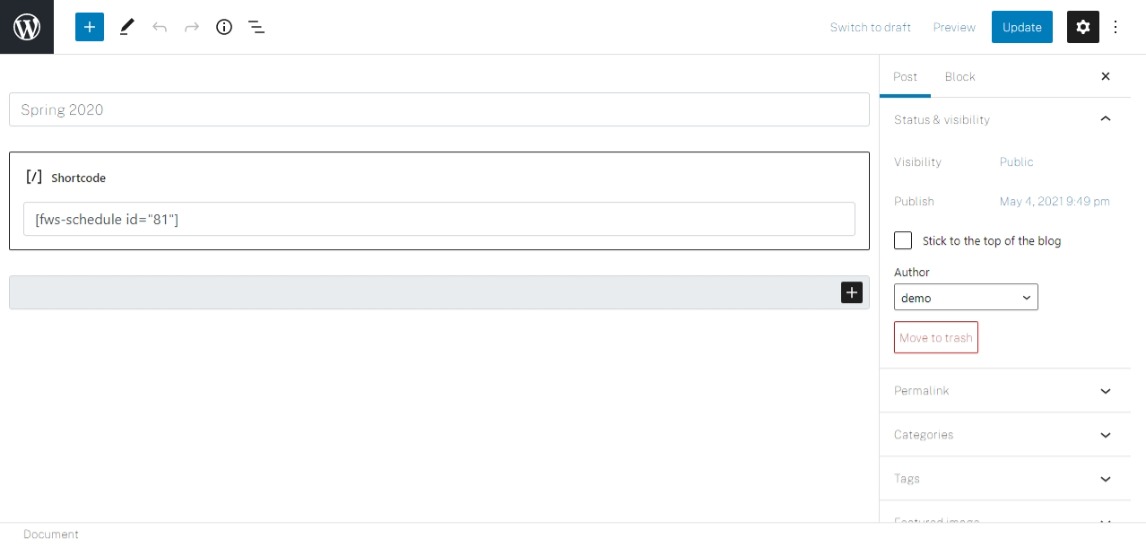 Switch to draft Preview Update
Spring 2020
[/] Shortcode
[fws-schedule id="81"]
Post Block
Status & visibility
Visibility Public
Publish May 4, 2021 9:49 pm
Stick to the top of the blog
Author
demo
Move to trash
Permalink
Categories
Tags
Featured image
Document